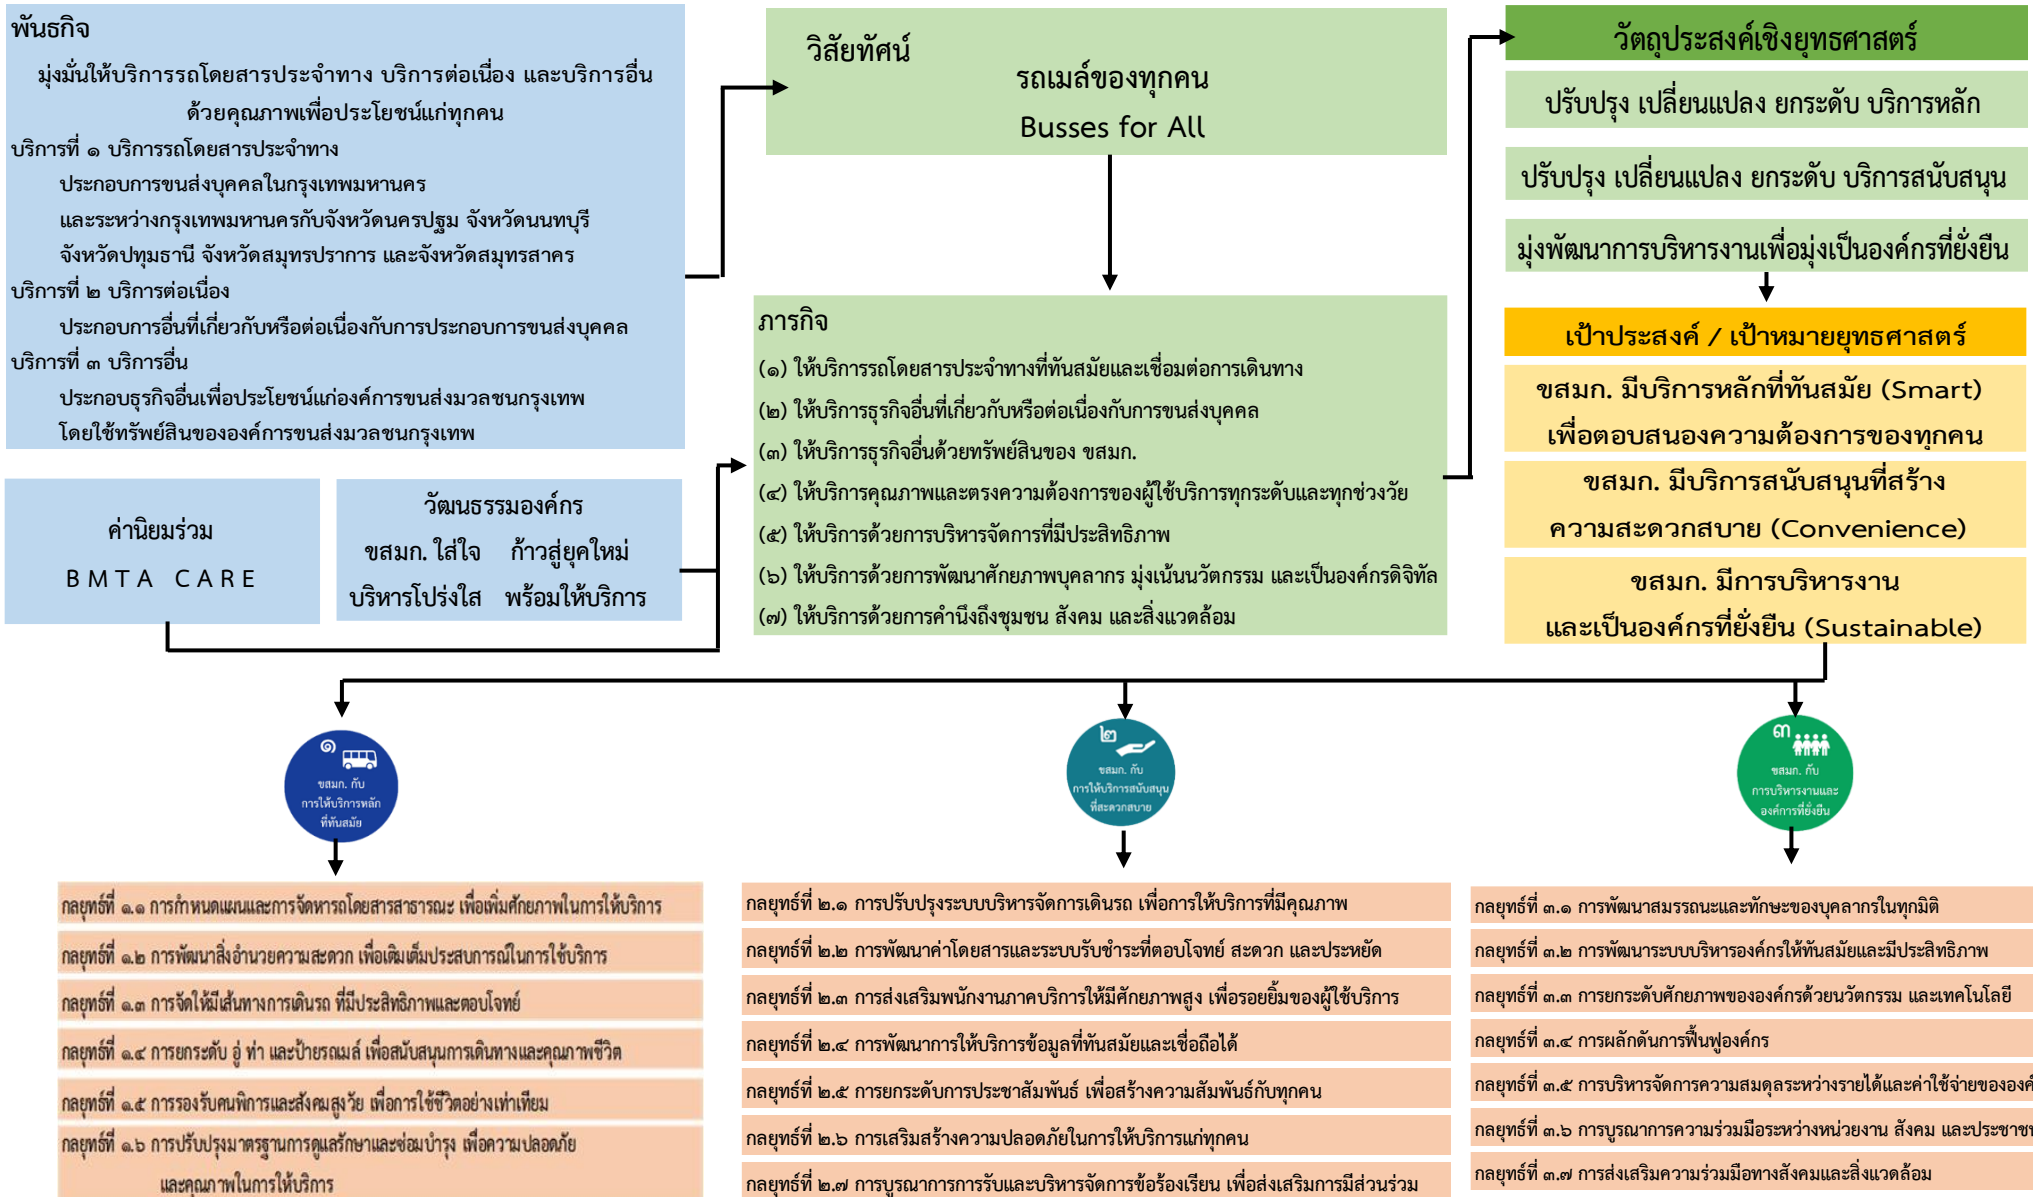 พันธกิจ
มุ่งมั่นให้บริการรถโดยสารประจำทาง บริการต่อเนื่อง และบริการอื่น
ด้วยคุณภาพเพื่อประโยชน์แก่ทุกคน
บริการที่ ๑ บริการรถโดยสารประจำทาง
ประกอบการขนส่งบุคคลในกรุงเทพมหานคร
และระหว่างกรุงเทพมหานครกับจังหวัดนครปฐม จังหวัดนนทบุรี
จังหวัดปทุมธานี จังหวัดสมุทรปราการ และจังหวัดสมุทรสาคร
บริการที่ ๒ บริการต่อเนื่อง
ประกอบการอื่นที่เกี่ยวกับหรือต่อเนื่องกับการประกอบการขนส่งบุคคล
บริการที่ ๓ บริการอื่น
ประกอบธุรกิจอื่นเพื่อประโยชน์แก่องค์การขนส่งมวลชนกรุงเทพ
โดยใช้ทรัพย์สินขององค์การขนส่งมวลชนกรุงเทพ
ค่านิยมร่วม
BMTA CARE
วัฒนธรรมองค์กร
ขสมก. ใส่ใจ ก้าวสู่ยุคใหม่
บริหารโปร่งใส พร้อมให้บริการ
วิสัยทัศน์
รถเมล์ของทุกคน
Busses for All
ภารกิจ
(๑) ให้บริการรถโดยสารประจำทางที่ทันสมัยและเชื่อมต่อการเดินทาง
(๒) ให้บริการธุรกิจอื่นที่เกี่ยวกับหรือต่อเนื่องกับการขนส่งบุคคล
(๓) ให้บริการธุรกิจอื่นด้วยทรัพย์สินของ ขสมก.
(๔) ให้บริการคุณภาพและตรงความต้องการของผู้ใช้บริการทุกระดับและทุกช่วงวัย
(๕) ให้บริการด้วยการบริหารจัดการที่มีประสิทธิภาพ
(๖) ให้บริการด้วยการพัฒนาศักยภาพบุคลากร มุ่งเน้นนวัตกรรม และเป็นองค์กรดิจิทัล
(๗) ให้บริการด้วยการคำนึงถึงชุมชน สังคม และสิ่งแวดล้อม
วัตถุประสงค์เชิงยุทธศาสตร์
ปรับปรุง เปลี่ยนแปลง ยกระดับ บริการหลัก
ปรับปรุง เปลี่ยนแปลง ยกระดับ บริการสนับสนุน
มุ่งพัฒนาการบริหารงานเพื่อมุ่งเป็นองค์กรที่ยั่งยืน
เป้าประสงค์ / เป้าหมายยุทธศาสตร์
ขสมก. มีบริการหลักที่ทันสมัย (Smart)
เพื่อตอบสนองความต้องการของทุกคน
ขสมก. มีบริการสนับสนุนที่สร้าง
ความสะดวกสบาย (Convenience)
ขสมก. มีการบริหารงาน
และเป็นองค์กรที่ยั่งยืน (Sustainable)
๑
ขสมก. กับ
การให้บริการหลัก
ที่ทันสมัย
๒
ขสมก. กับ
การให้บริการสนับสนุน
ที่สะดวกสบาย
๓
ขสมก. กับ
การบริหารงานและ
องค์การที่ยั่งยืน
กลยุทธ์ที่ ๑.๑ การกำหนดแผนและการจัดหารถโดยสารสาธารณะ เพื่อเพิ่มศักยภาพในการให้บริการ
กลยุทธ์ที่ ๑.๒ การพัฒนาสิ่งอำนวยความสะดวก เพื่อเติมเต็มประสบการณ์ในการใช้บริการ
กลยุทธ์ที่ ๑.๓ การจัดให้มีเส้นทางการเดินรถ ที่มีประสิทธิภาพและตอบโจทย์
กลยุทธ์ที่ ๑.๔ การยกระดับ อู่ ท่า และป้ายรถเมล์ เพื่อสนับสนุนการเดินทางและคุณภาพชีวิต
กลยุทธ์ที่ ๑.๕ การรองรับคนพิการและสังคมสูงวัย เพื่อการใช้ชีวิตอย่างเท่าเทียม
กลยุทธ์ที่ ๑.๖ การปรับปรุงมาตรฐานการดูแลรักษาและซ่อมบำรุง เพื่อความปลอดภัย
และคุณภาพในการให้บริการ
กลยุทธ์ที่ ๒.๑ การปรับปรุงระบบบริหารจัดการเดินรถ เพื่อการให้บริการที่มีคุณภาพ
กลยุทธ์ที่ ๒.๒ การพัฒนาค่าโดยสารและระบบรับชำระที่ตอบโจทย์ สะดวก และประหยัด
กลยุทธ์ที่ ๒.๓ การส่งเสริมพนักงานภาคบริการให้มีศักยภาพสูง เพื่อรอยยิ้มของผู้ใช้บริการ
กลยุทธ์ที่ ๒.๔ การพัฒนาการให้บริการข้อมูลที่ทันสมัยและเชื่อถือได้
กลยุทธ์ที่ ๒.๕ การยกระดับการประชาสัมพันธ์ เพื่อสร้างความสัมพันธ์กับทุกคน
กลยุทธ์ที่ ๒.๖ การเสริมสร้างความปลอดภัยในการให้บริการแก่ทุกคน
กลยุทธ์ที่ ๒.๗ การบูรณาการการรับและบริหารจัดการข้อร้องเรียน เพื่อส่งเสริมการมีส่วนร่วม
กลยุทธ์ที่ ๓.๑ การพัฒนาสมรรถนะและทักษะของบุคลากรในทุกมิติ
กลยุทธ์ที่ ๓.๒ การพัฒนาระบบบริหารองค์กรให้ทันสมัยและมีประสิทธิภาพ
กลยุทธ์ที่ ๓.๓ การยกระดับศักยภาพขององค์กรด้วยนวัตกรรม และเทคโนโลยี
กลยุทธ์ที่ ๓.๔ การผลักดันการฟื้นฟูองค์กร
กลยุทธ์ที่ ๓.๕ การบริหารจัดการความสมดุลระหว่างรายได้และค่าใช้จ่ายขององค์
กลยุทธ์ที่ ๓.๖ การบูรณาการความร่วมมือระหว่างหน่วยงาน สังคม และประชาชน
กลยุทธ์ที่ ๓.๗ การส่งเสริมความร่วมมือทางสังคมและสิ่งแวดล้อม